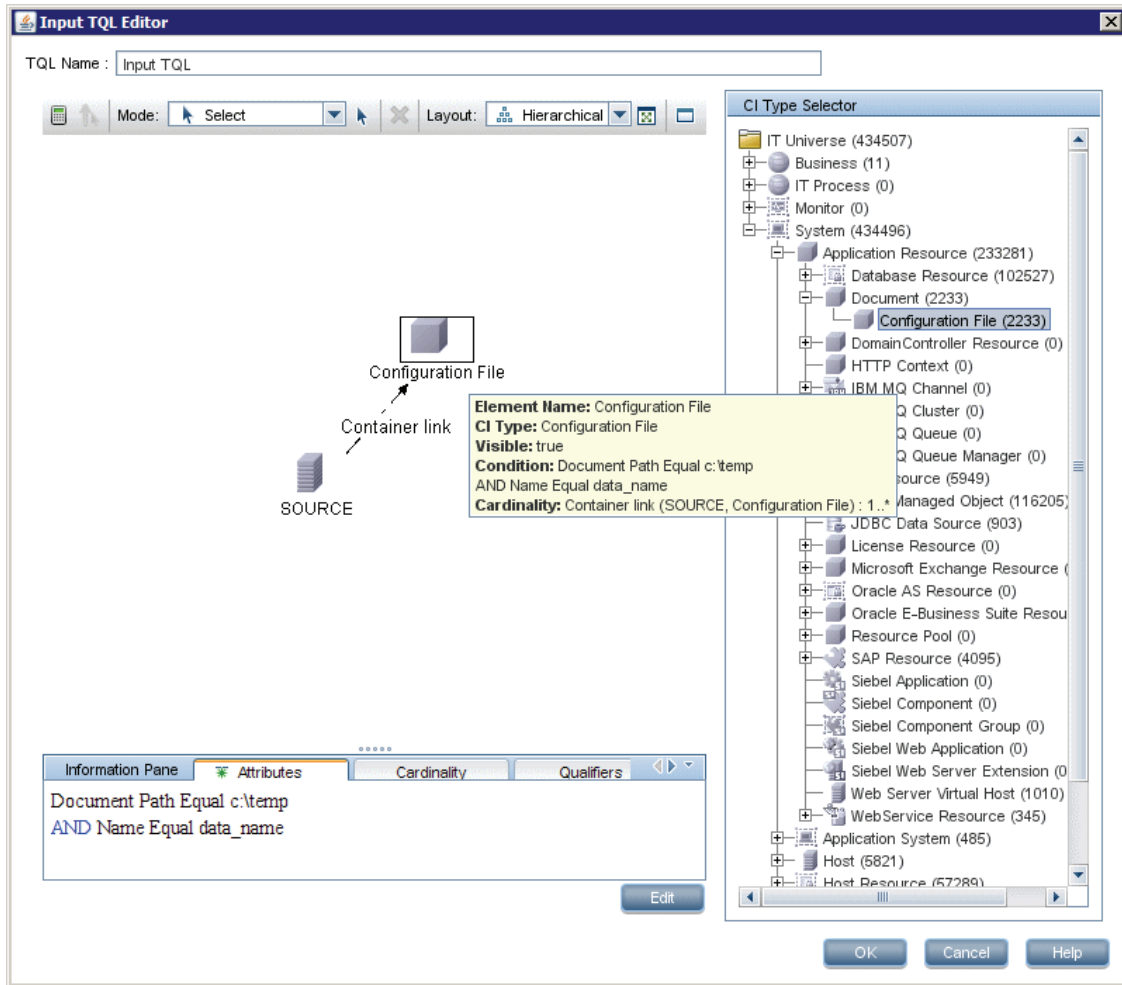 Input TQL Editor
TQL Name : Input TQL
Mode: Select Layout: Hierarchical
Configuration File
Container link
SOURCE
Element Name: Configuration File
CI Type: Configuration File
Visible: true
Condition: Document Path Equal c:\temp
AND Name Equal data_name
Cardinality: Container link (SOURCE, Configuration File) : 1..*
Information Pane Attributes Cardinality Qualifiers
Document Path Equal c:\temp
AND Name Equal data_name
Edit
CI Type Selector
IT Universe (434507)
Business (11)
IT Process (0)
Monitor (0)
System (434496)
Application Resource (233281)
Database Resource (102527)
Document (2233)
Configuration File (2233)
DomainController Resource (0)
HTTP Context (0)
IBM MQ Channel (0)
Q Cluster (0)
Q Queue (0)
Q Queue Manager (0)
source (5949)
Managed Object (116205)
JDBC Data Source (903)
License Resource (0)
Microsoft Exchange Resource (
Oracle AS Resource (0)
Oracle E-Business Suite Resou
Resource Pool (0)
SAP Resource (4095)
Siebel Application (0)
Siebel Component (0)
Siebel Component Group (0)
Siebel Web Application (0)
Siebel Web Server Extension (0
Web Server Virtual Host (1010)
WebService Resource (345)
Application System (485)
Host (5821)
Host Resource (57289)
OK Cancel Help